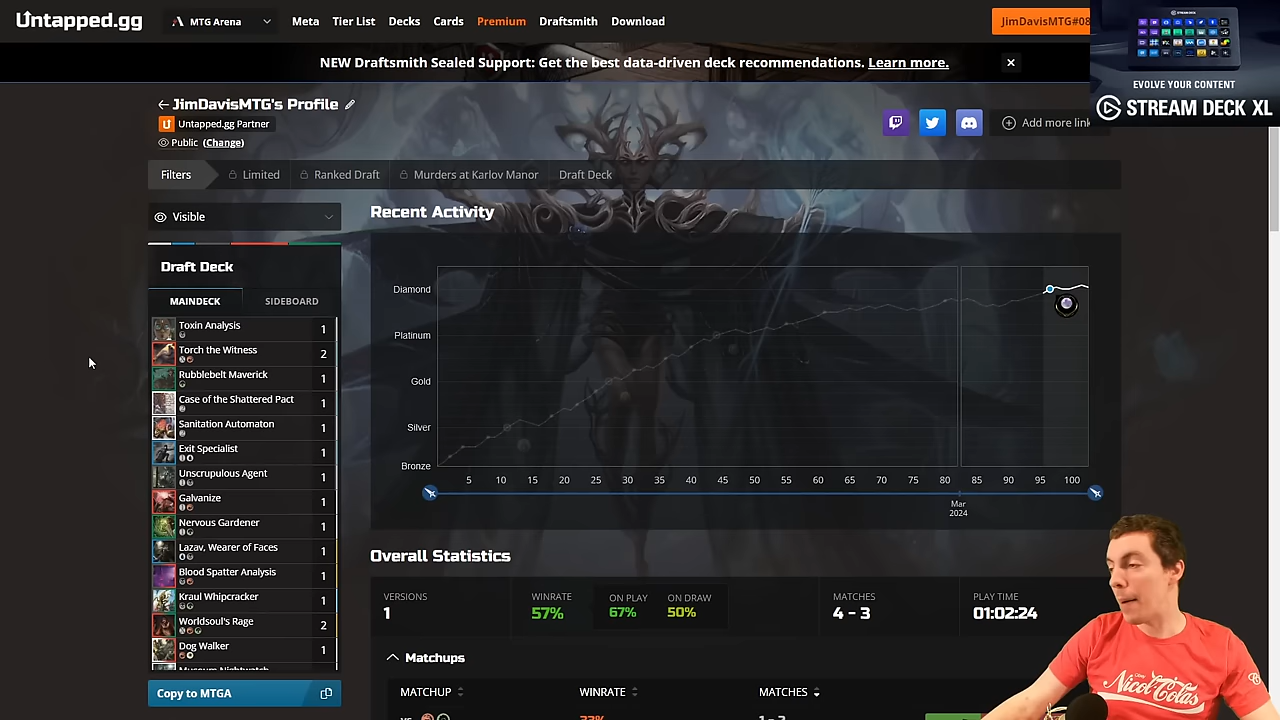 Untapped.gg
MTG Arena
Meta
Tier List
Decks
Cards
Premium
Draftsmith
Download
JimDavisMTG#08
NEW Draftsmith Sealed Support: Get the best data-driven deck recommendations. Learn more.
EVOLVE YOUR CONTENT
STREAM DECK XL
JimDavisMTG's Profile
Untapped.gg Partner
Public (Change)
Add more link
Filters
Limited
Ranked Draft
Murders at Karlov Manor
Draft Deck
Visible
Draft Deck
MAINDECK
SIDEBOARD
Toxin Analysis 1
Torch the Witness 2
Rubblebelt Maverick 1
Case of the Shattered Pact 1
Sanitation Automaton 1
Exit Specialist 1
Unscrupulous Agent 1
Galvanize 1
Nervous Gardener 1
Lazav, Wearer of Faces 1
Blood Spatter Analysis 1
Kraul Whipcracker 1
Worldsoul's Rage 2
Dog Walker 1
Museum Nightwatch
Copy to MTGA
Recent Activity
Diamond
Platinum
Gold
Silver
Bronze
5 10 15 20 25 30 35 40 45 50 55 60 65 70 75 80 85 90 95 100
Mar
2024
Overall Statistics
VERSIONS
1
WINRATE
57%
ON PLAY
67%
ON DRAW
50%
MATCHES
4 - 3
PLAY TIME
01:02:24
Matchups
MATCHUP
WINRATE
MATCHES
vs
33%
1 - 2
Nicol Colas